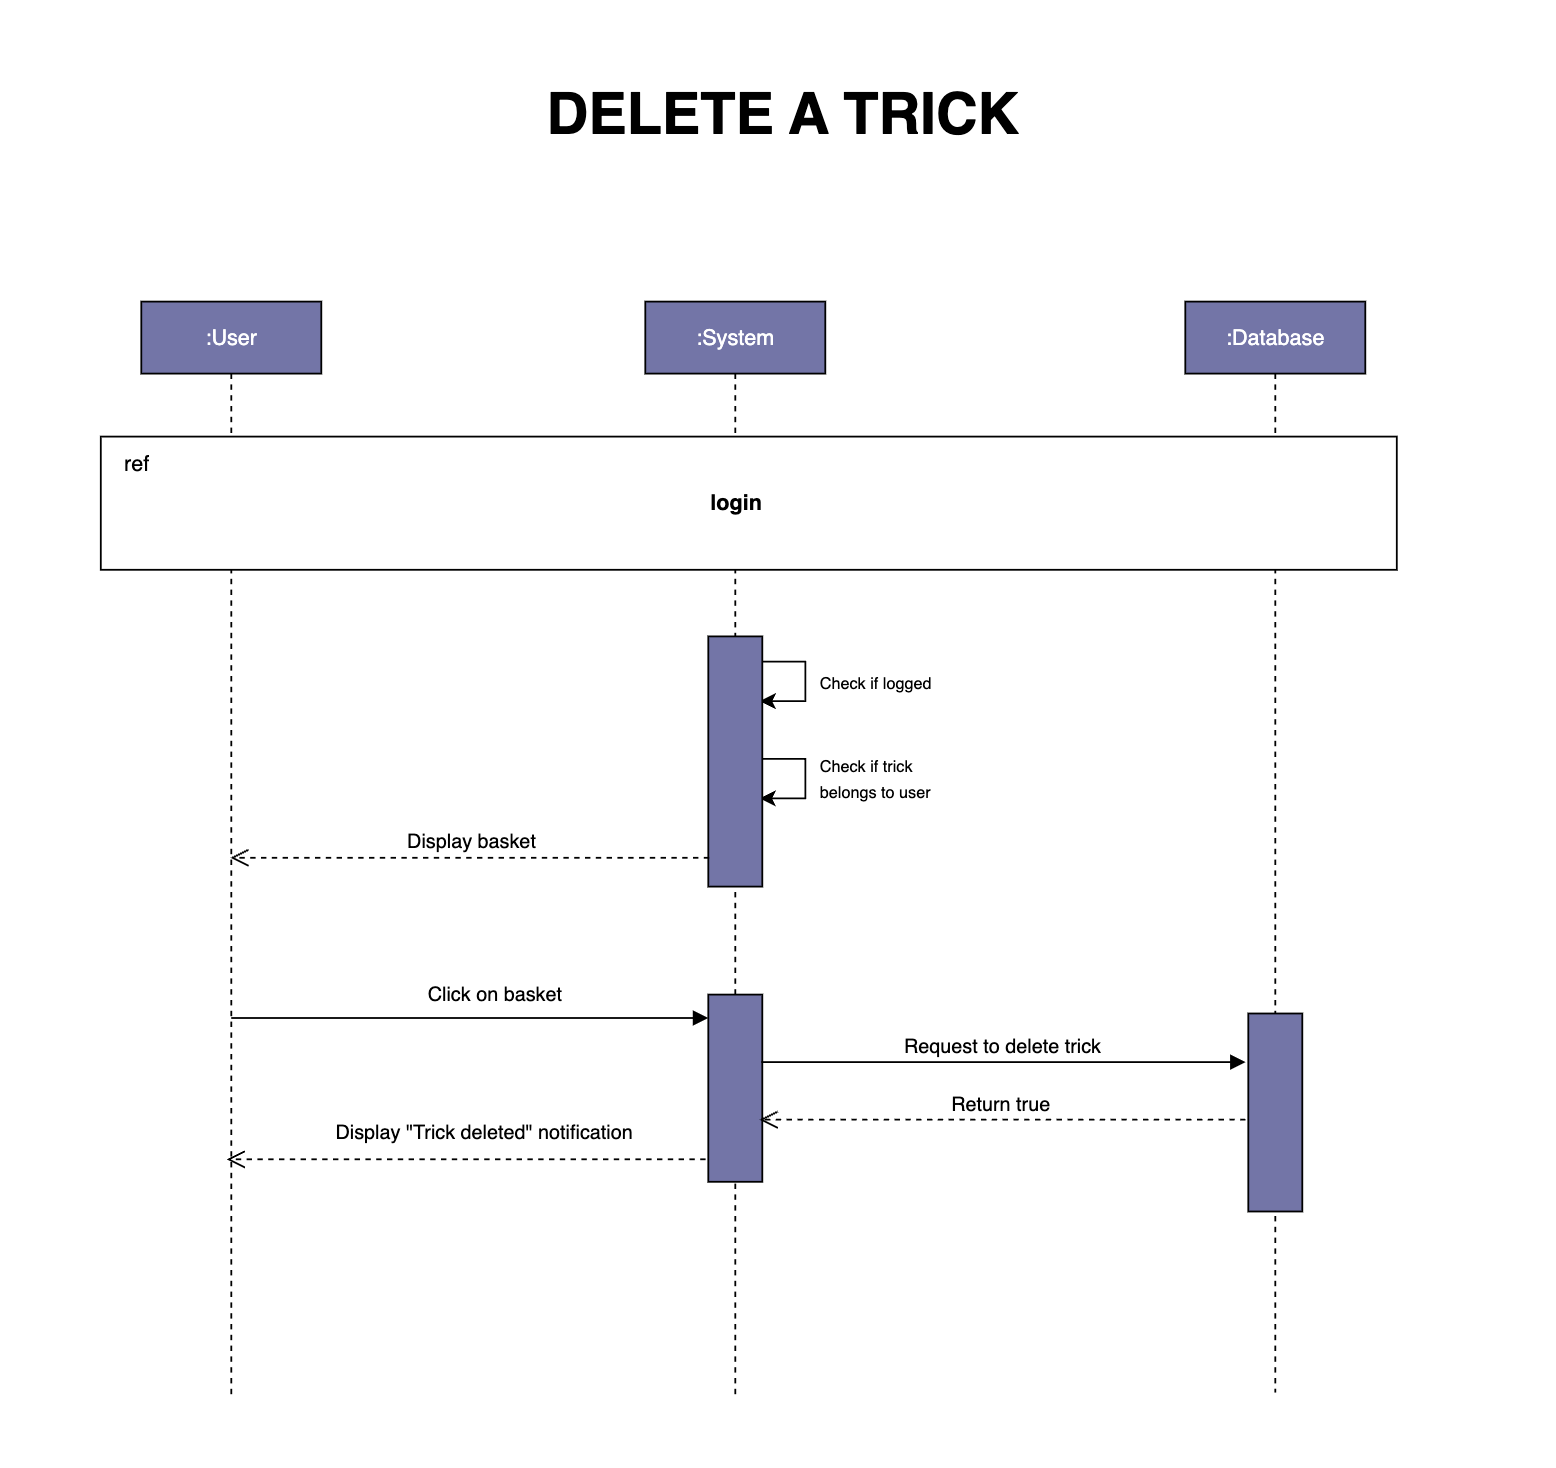 DELETE A TRICK
:User
:System
:Database
ref
login
Check if logged
Check if trick
belongs to user
Display basket
Click on basket
Request to delete trick
Return true
Display "Trick deleted" notification